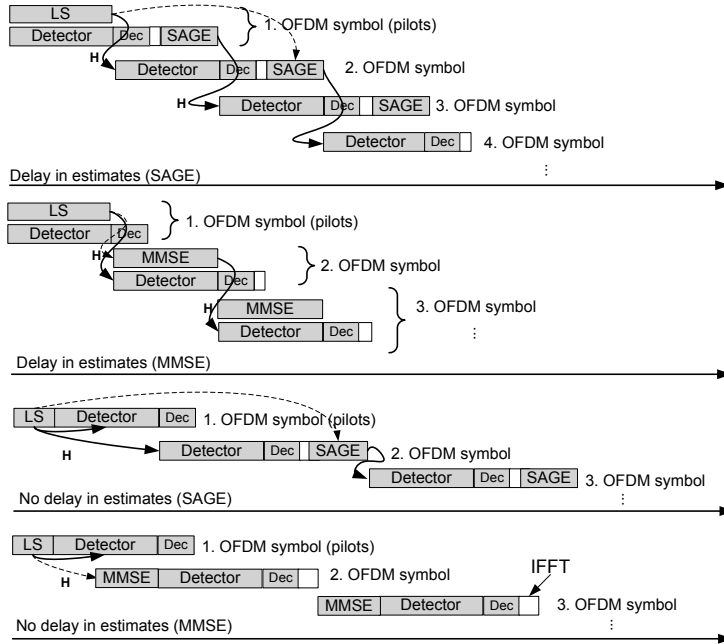 LS
1. OFDM symbol (pilots)
Detector Dec SAGE
H
Detector Dec SAGE 2. OFDM symbol
H Detector Dec SAGE 3. OFDM symbol
Detector Dec 4. OFDM symbol
Delay in estimates (SAGE)
LS
1. OFDM symbol (pilots)
Detector Dec
H
MMSE
2. OFDM symbol
Detector Dec
H MMSE 3. OFDM symbol
Detector Dec
Delay in estimates (MMSE)
LS Detector Dec 1. OFDM symbol (pilots)
H Detector Dec SAGE 2. OFDM symbol
Detector Dec SAGE 3. OFDM symbol
No delay in estimates (SAGE)
LS Detector Dec 1. OFDM symbol (pilots)
H MMSE Detector Dec 2. OFDM symbol
IFFT
MMSE Detector Dec 3. OFDM symbol
No delay in estimates (MMSE)